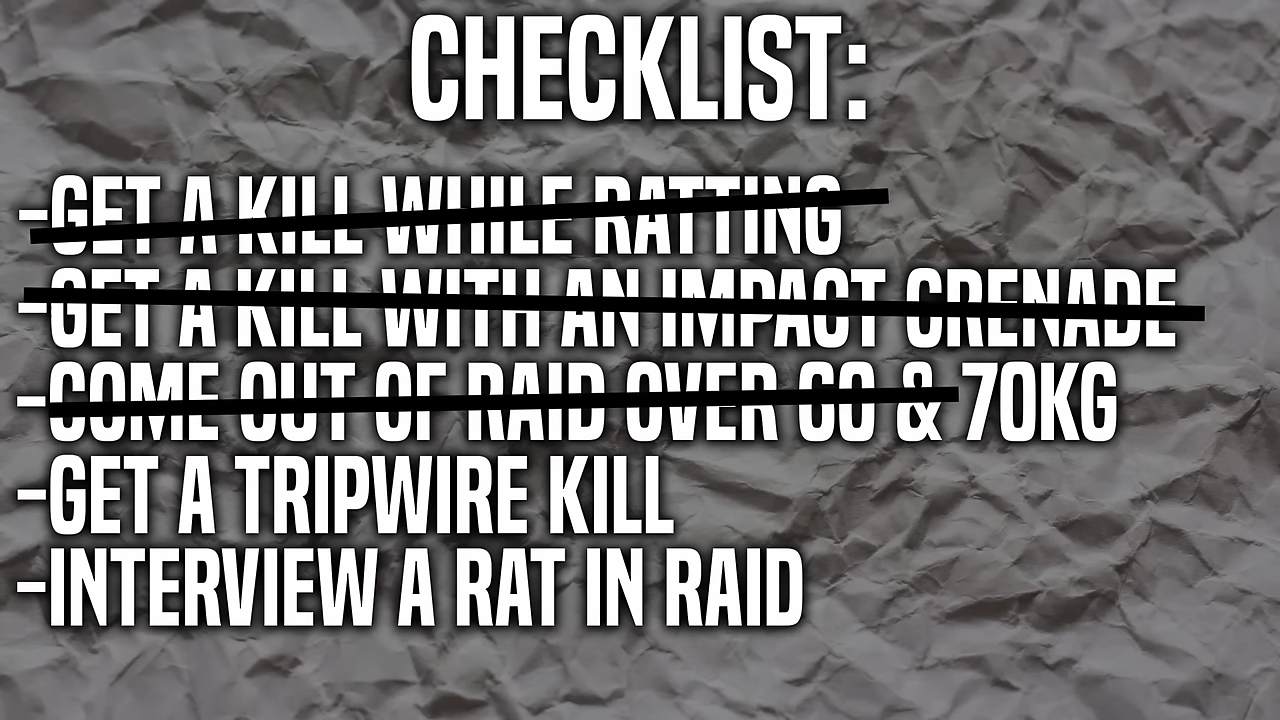 CHECKLIST:
-GET A KILL WHILE RATTING
-GET A KILL WITH AN IMPACT GRENADE
-COME OUT OF RAID OVER 60 & 70KG
-GET A TRIPWIRE KILL
-INTERVIEW A RAT IN RAID